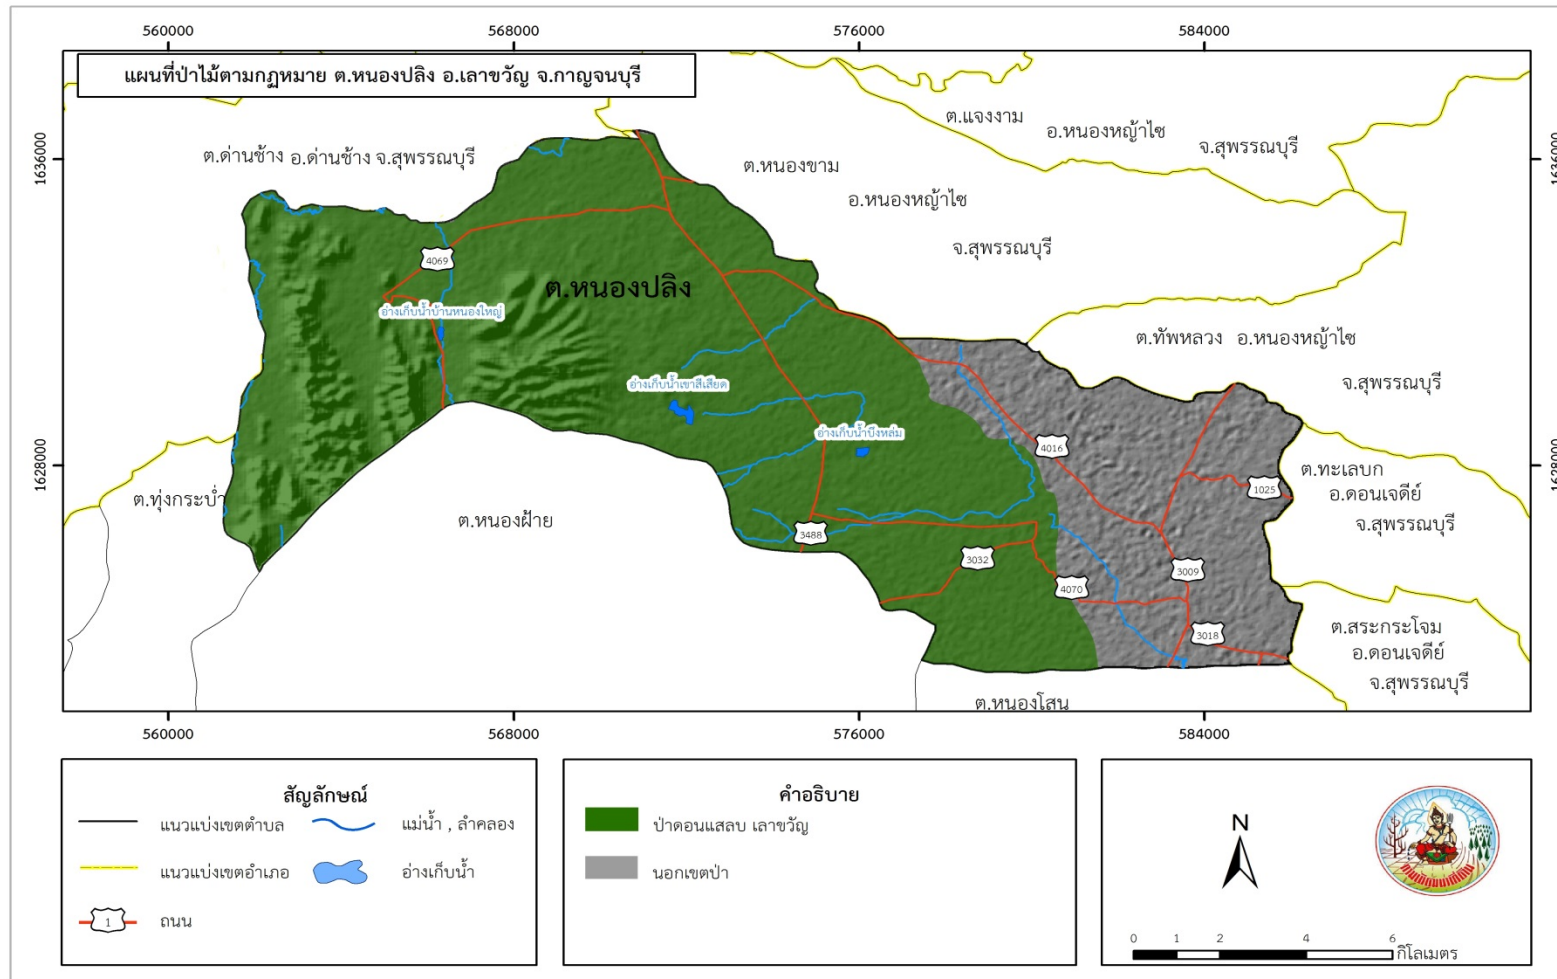 560000 568000 576000 584000
แผนที่ป่าไม้ตามกฏหมาย ต.หนองปลิง อ.เลาขวัญ จ.กาญจนบุรี
ต.แจงงาม
อ.หนองหญ้าไซ
จ.สุพรรณบุรี
1636000
1636000
ต.ด่านช้าง อ.ด่านช้าง จ.สุพรรณบุรี
ต.หนองขาม
อ.หนองหญ้าไซ
จ.สุพรรณบุรี
4069
ต.หนองปลิง
อ่างเก็บน้ำบ้านหนองใหญ่
ต.ทัพหลวง อ.หนองหญ้าไซ
จ.สุพรรณบุรี
อ่างเก็บน้ำเขาสีเสียด
อ่างเก็บน้ำบึงหล่ม
4016
1628000
1628000
ต.ทะเลบก
อ.ดอนเจดีย์
จ.สุพรรณบุรี
1025
ต.ทุ่งกระบ่ำ
ต.หนองฝ้าย
3488
3032
3009
4070
ต.สระกระโจม
อ.ดอนเจดีย์
จ.สุพรรณบุรี
3018
ต.หนองโสน
560000 568000 576000 584000
สัญลักษณ์
แนวแบ่งเขตตำบล
แม่น้ำ , ลำคลอง
แนวแบ่งเขตอำเภอ
อ่างเก็บน้ำ
1
ถนน
คำอธิบาย
ป่าดอนแสลบ เลาขวัญ
นอกเขตป่า
N
0 1 2 4 6
กิโลเมตร